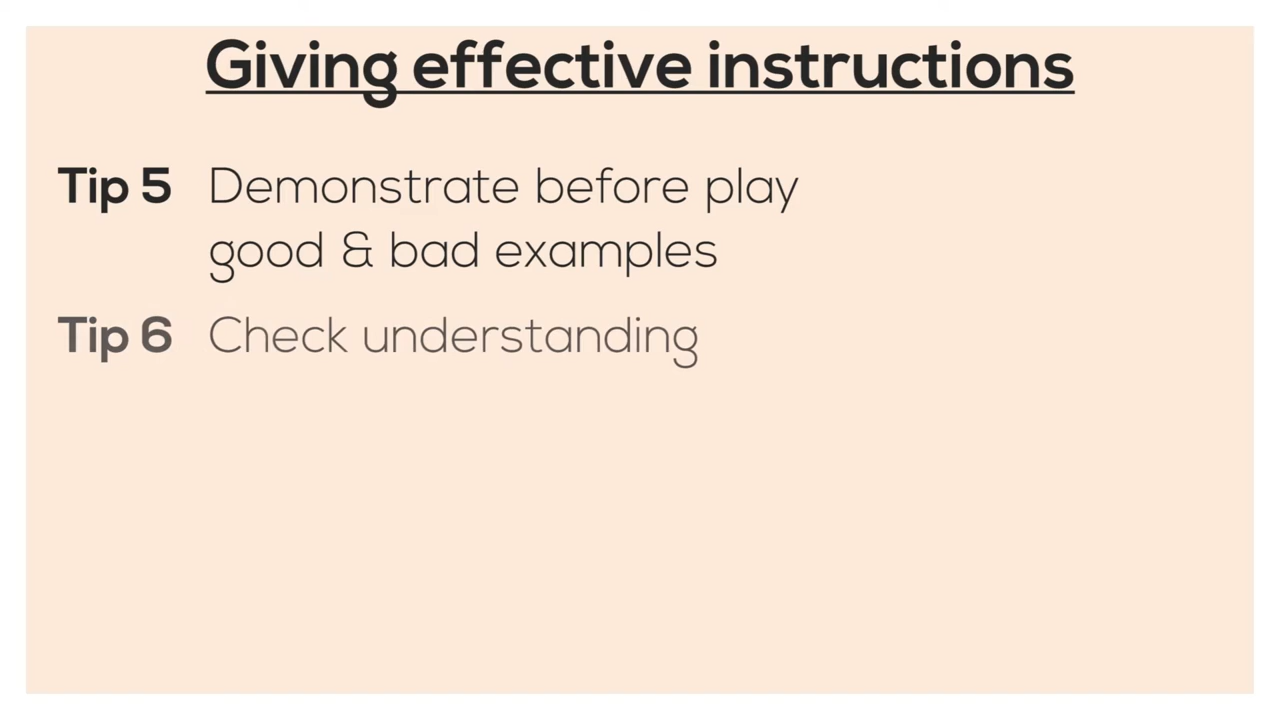 Giving effective instructions
Tip 5 Demonstrate before play
good & bad examples
Tip 6 Check understanding